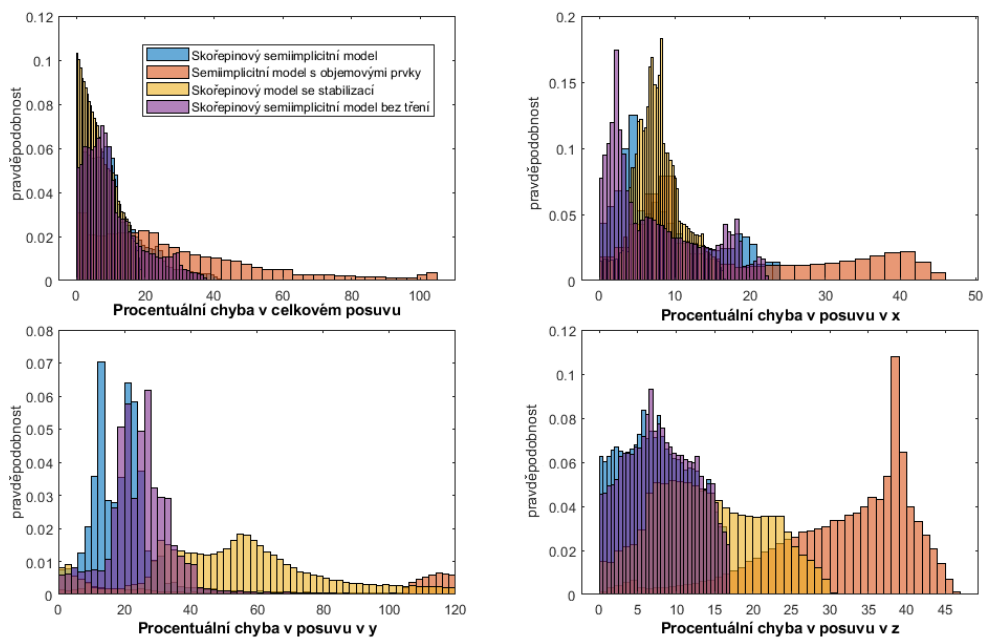 0.12
0.1
0.08
0.06
0.04
0.02
0
0 20 40 60 80 100
pravděpodobnost
Procentuální chyba v celkovém posuvu
Skořepinový semiimplicitní model
Semiimplicitní model s objemovými prvky
Skořepinový model se stabilizací
Skořepinový semiimplicitní model bez tření
0.2
0.15
0.1
0.05
0
0 10 20 30 40 50
pravděpodobnost
Procentuální chyba v posuvu v x
0.08
0.07
0.06
0.05
0.04
0.03
0.02
0.01
0
0 20 40 60 80 100 120
pravděpodobnost
Procentuální chyba v posuvu v y
0.12
0.1
0.08
0.06
0.04
0.02
0
0 5 10 15 20 25 30 35 40 45
pravděpodobnost
Procentuální chyba v posuvu v z